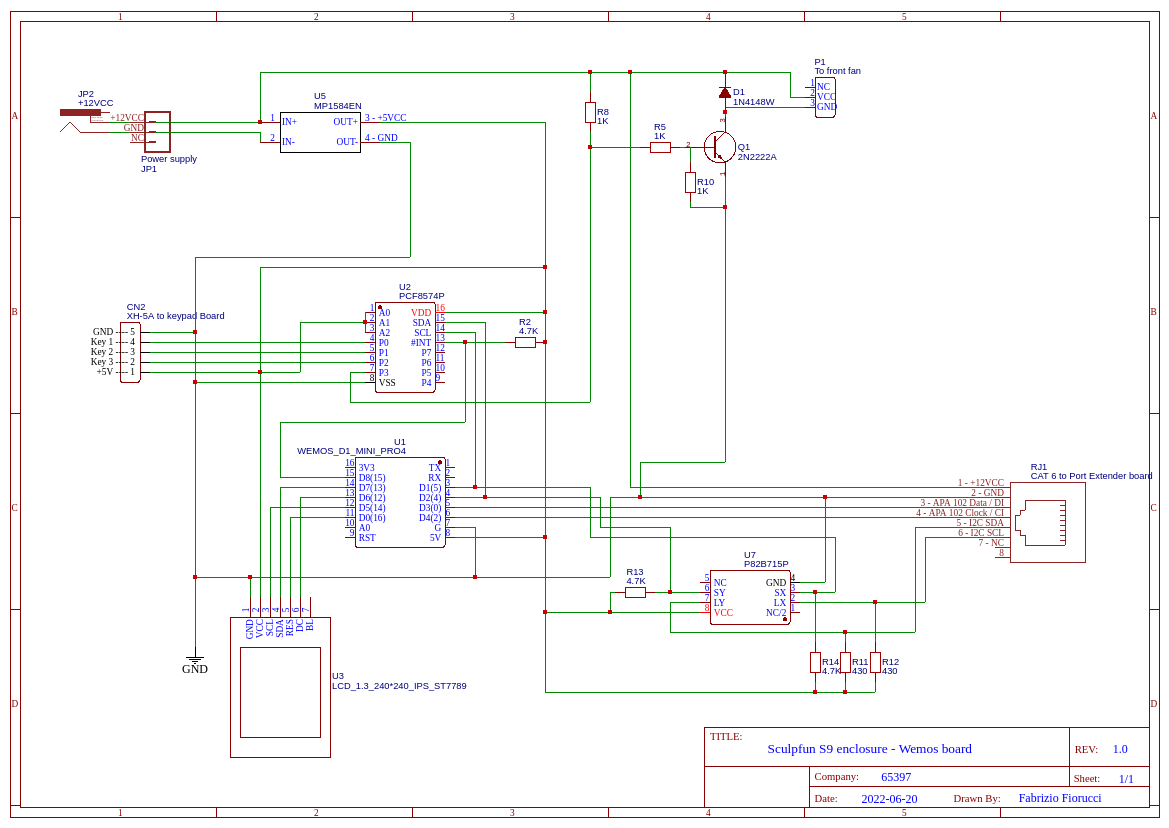 1 2 3 4 5
A A
B B
C C
D D
JP2
+12VCC
+12VCC
GND
NC
Power supply
JP1
U5
MP1584EN
1 IN+ OUT+ 3 - +5VCC
2 IN- OUT- 4 - GND
R8
1K
R5
1K
R10
1K
D1
1N4148W
3
2
1
Q1
2N2222A
P1
To front fan
1 NC
2 VCC
3 GND
CN2
XH-5A to keypad Board
GND ---- 5
Key 1 ---- 4
Key 2 ---- 3
Key 3 ---- 2
+5V ---- 1
U2
PCF8574P
1 A0 VDD 16
2 A1 SDA 15
3 A2 SCL 14
4 P0 #INT 13
5 P1 P7 12
6 P2 P6 11
7 P3 P5 10
8 VSS P4 9
R2
4.7K
U1
WEMOS_D1_MINI_PRO4
16 3V3 TX 1
15 D8(15) RX 2
14 D7(13) D1(5) 3
13 D6(12) D2(4) 4
12 D5(14) D3(0) 5
11 D0(16) D4(2) 6
10 A0 G 7
9 RST 5V 8
RJ1
CAT 6 to Port Extender board
1 - +12VCC
2 - GND
3 - APA 102 Data / DI
4 - APA 102 Clock / CI
5 - I2C SDA
6 - I2C SCL
7 - NC
8
U7
P82B715P
5 NC GND 4
6 SY SX 3
7 LY LX 2
8 VCC NC/2 1
R13
4.7K
R14
4.7K
R11
430
R12
430
GND
1 2 3 4 5 6 7
GND VCC SCL SDA RES DC BL
U3
LCD_1.3_240*240_IPS_ST7789
TITLE:
Sculpfun S9 enclosure - Wemos board
REV: 1.0
Company: 65397
Sheet: 1/1
Date: 2022-06-20 Drawn By: Fabrizio Fiorucci
1 2 3 4 5